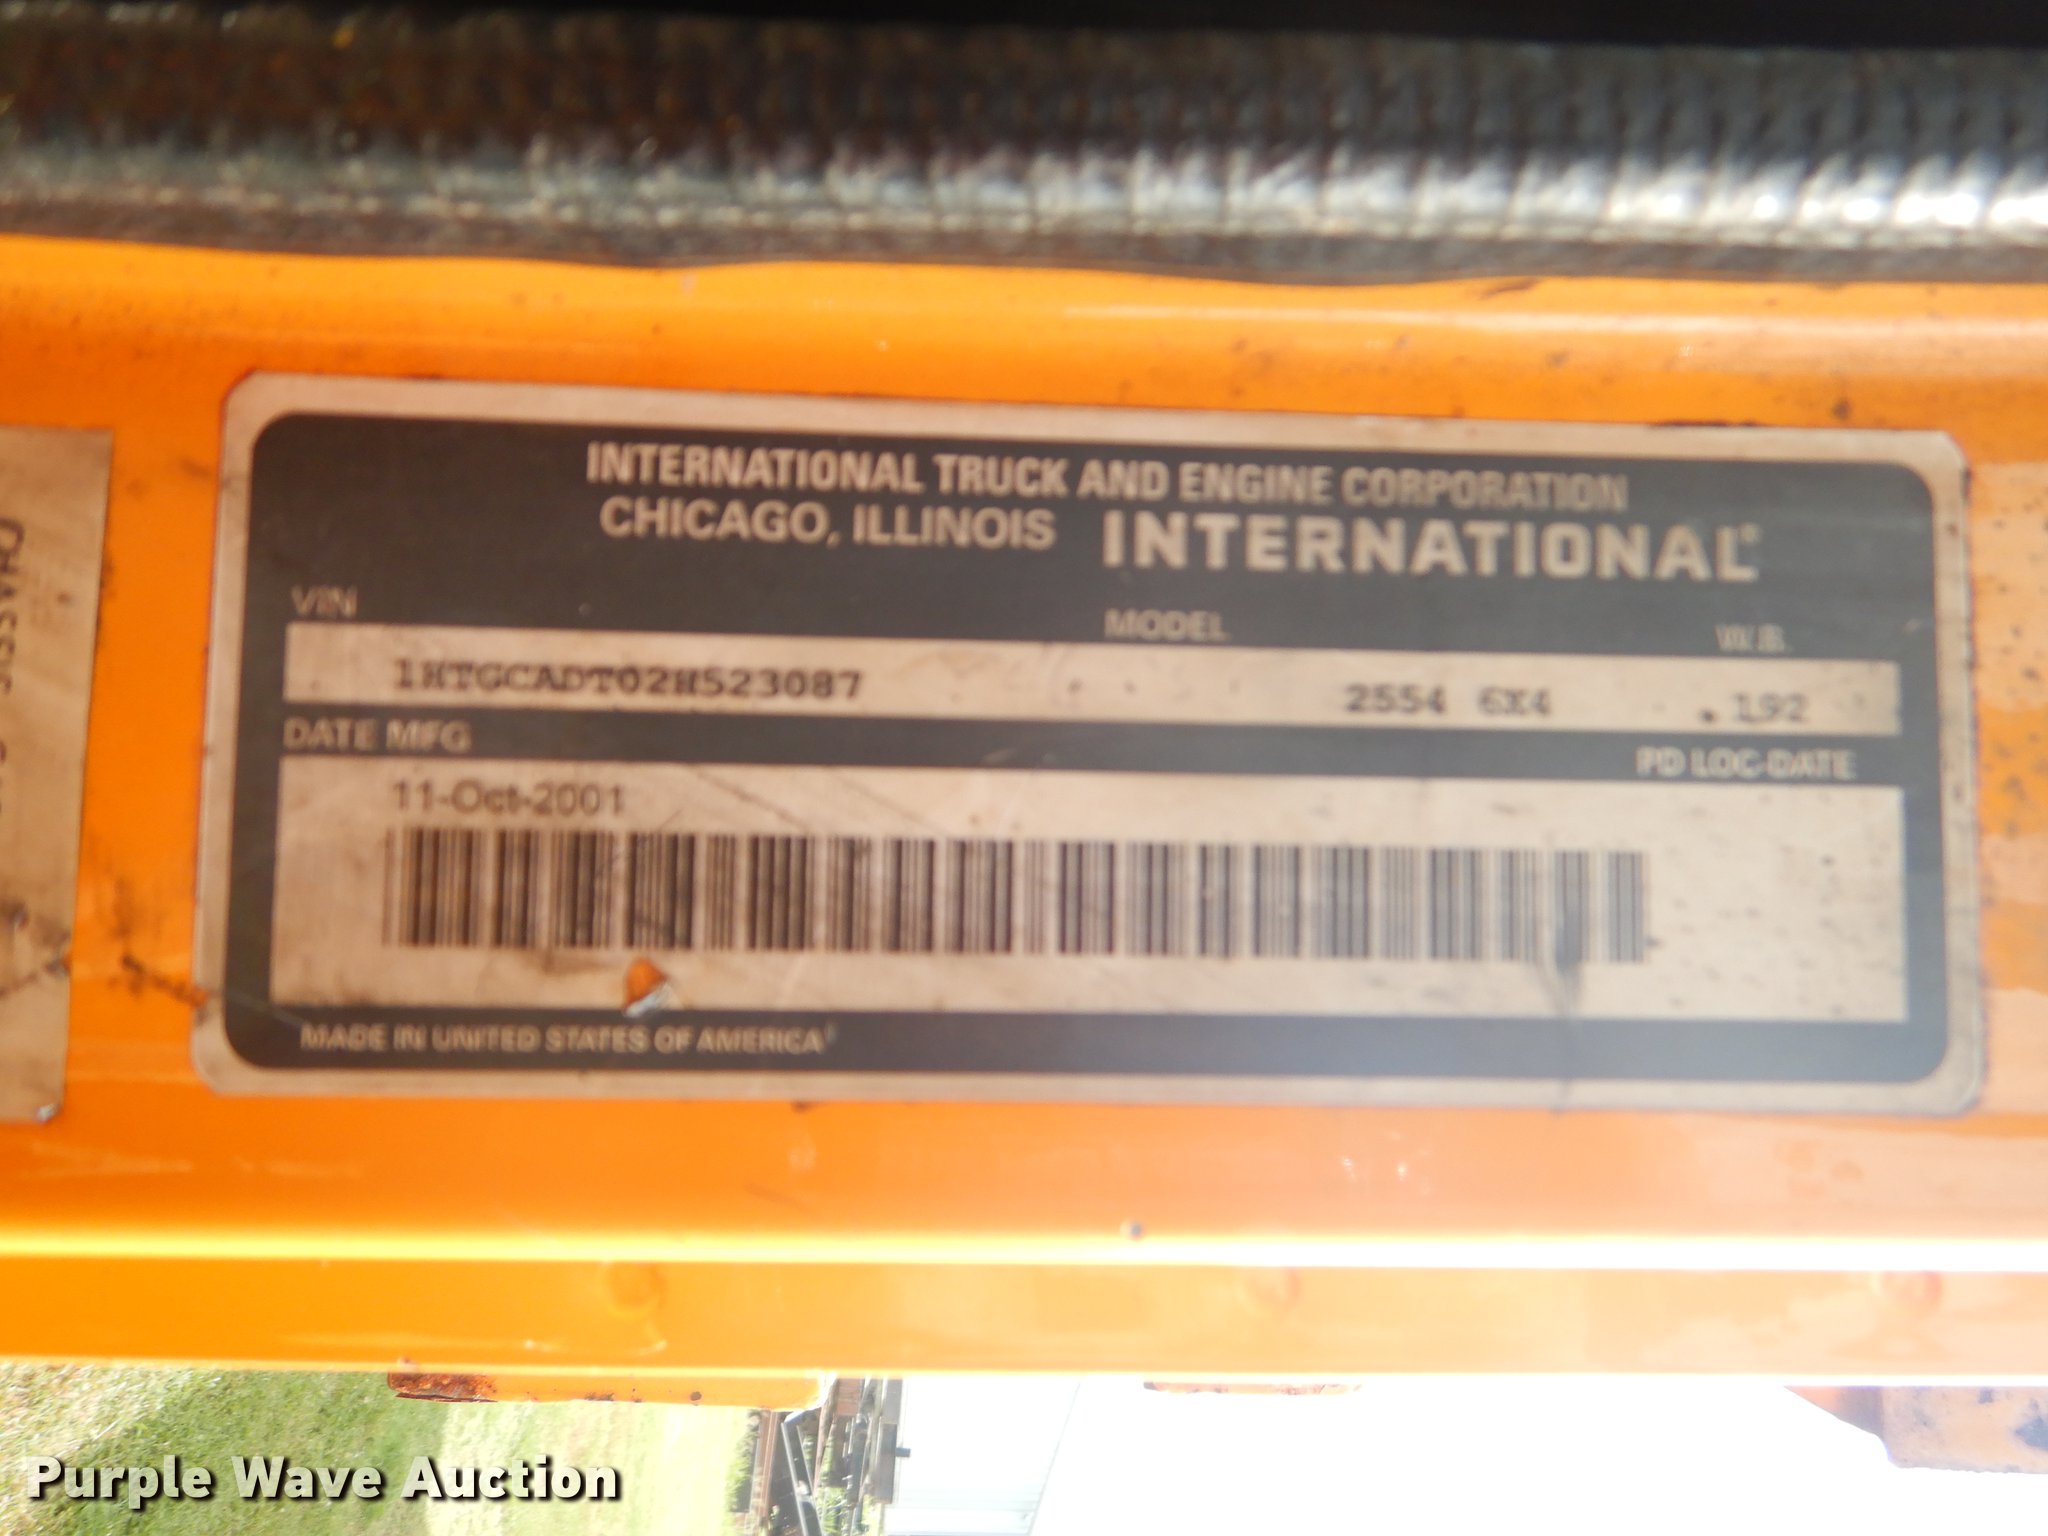 INTERNATIONAL TRUCK AND ENGINE CORPORATION
CHICAGO, ILLINOIS INTERNATIONAL®
VIN MODEL W.B.
1HTGCADT02H523087 2554 6X4 .192
DATE MFG PD LOC-DATE
11-Oct-2001
MADE IN UNITED STATES OF AMERICA
CHASSIS
Purple Wave Auction